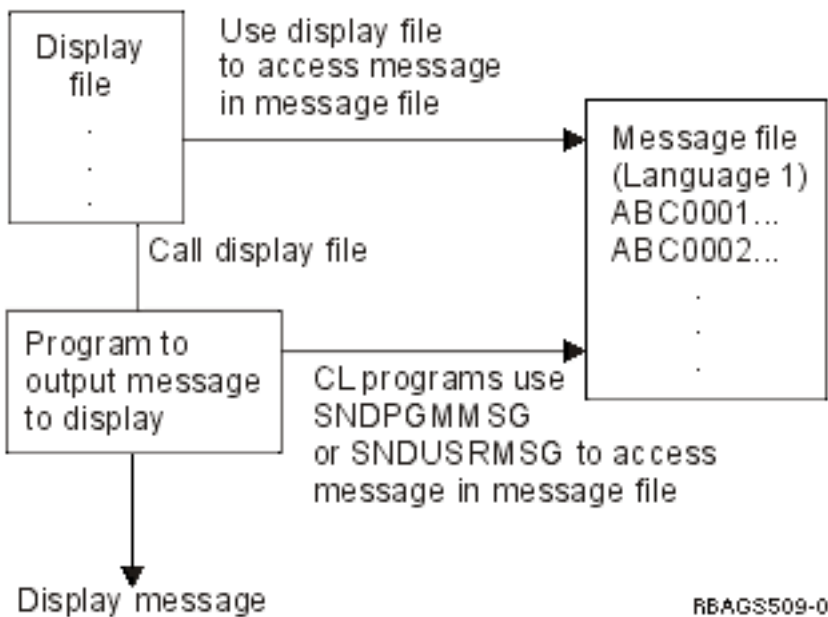 Display
file
.
.
.
Use display file
to access message
in message file
Message file
(Language 1)
ABC0001...
ABC0002...
.
.
.
Call display file
Program to
output message
to display
CL programs use
SNDPGMMSG
or SNDUSRMSG to access
message in message file
Display message
RBAGS509-0